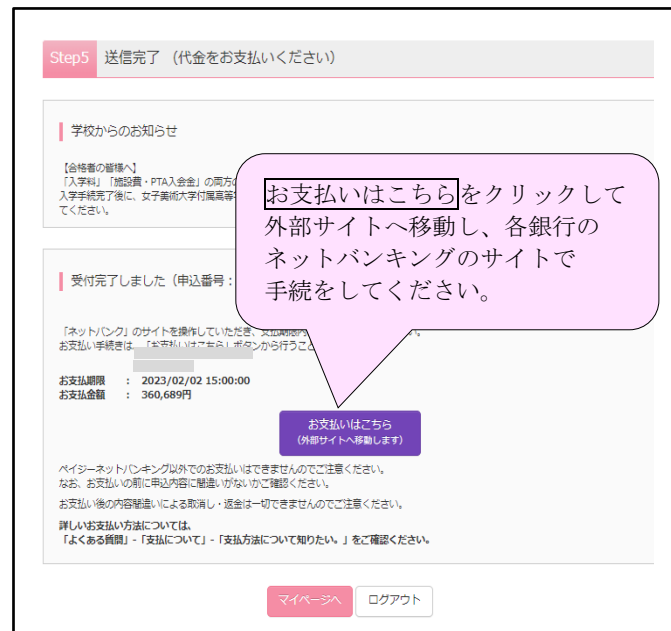 Step5 送信完了 (代金をお支払いください)
学校からのお知らせ
【合格者の皆様へ】
「入学料」「施設費・PTA入会金」の両方の
入学手続完了後に、女子美術大学付属高等
てください。
お支払いはこちらをクリックして
外部サイトへ移動し、各銀行の
ネットバンキングのサイトで
手続をしてください。
受付完了しました(申込番号:
「ネットバンク」のサイトを操作していただき、支払期限内
お支払い手続きは、「お支払いはこちら」ボタンから行うこと
お支払期限 : 2023/02/02 15:00:00
お支払金額 : 360,689円
お支払いはこちら
(外部サイトへ移動します)
ペイジーネットバンキング以外でのお支払いはできませんのでご注意ください。
なお、お支払いの前に申込内容に間違いがないかご確認ください。
お支払い後の内容間違いによる取消し・返金は一切できませんのでご注意ください。
詳しいお支払い方法については、
「よくある質問」-「支払について」-「支払方法について知りたい。」をご確認ください。
マイページへ ログアウト